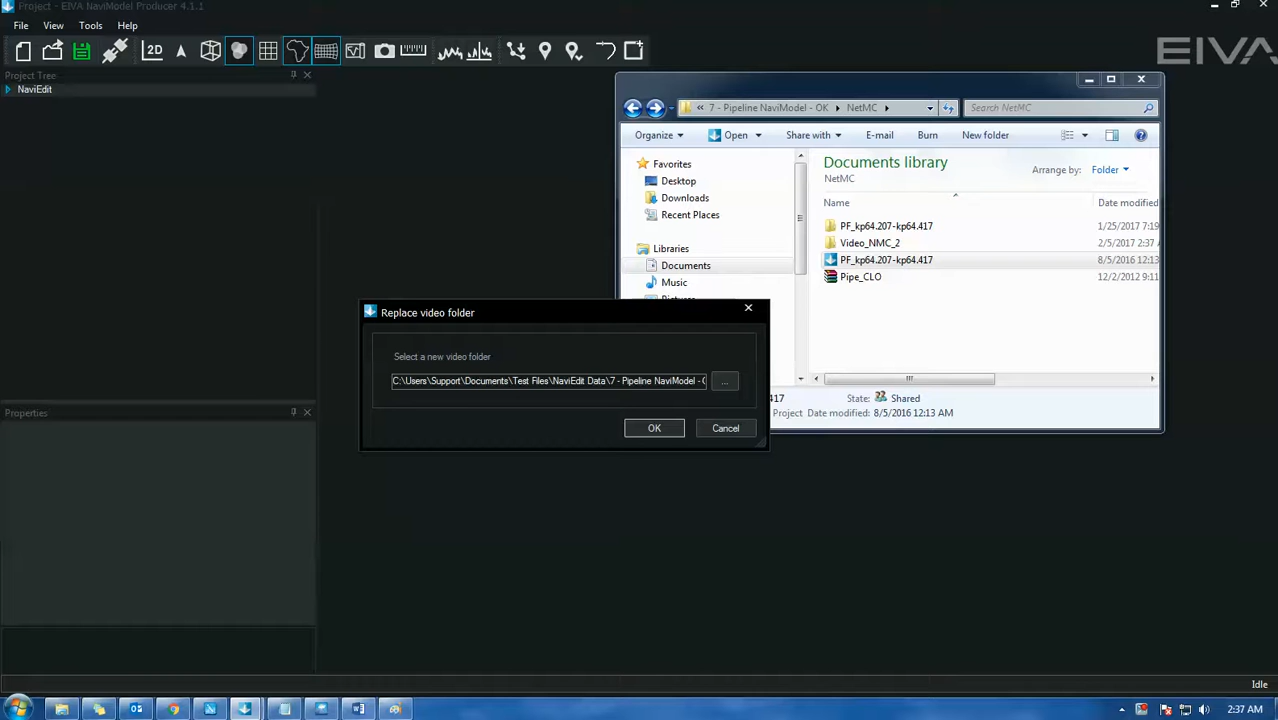 Project: - EIVA NaviModel Producer 4.1.1
File View Tools Help
2D
EIVA
Project Tree
NaviEdit
« 7 - Pipeline NaviModel - OK NetMC
Search NetMC
Organize Open Share with E-mail Burn New folder
Favorites
Desktop
Downloads
Recent Places
Libraries
Documents
Music
Documents library
NetMC
Arrange by: Folder
Name Date modified
PF_kp64.207-kp64.417 1/25/2017 7:19
Video_NMC_2 2/5/2017 2:37
PF_kp64.207-kp64.417 8/5/2016 12:13
Pipe_CLO 12/2/2012 9:11
417 State: Shared
Project Date modified: 8/5/2016 12:13 AM
Replace video folder
Select a new video folder
C:\Users\Support\Documents\Test Files\NaviEdit Data\7 - Pipeline NaviModel -
...
OK Cancel
Properties
Idle
2:37 AM